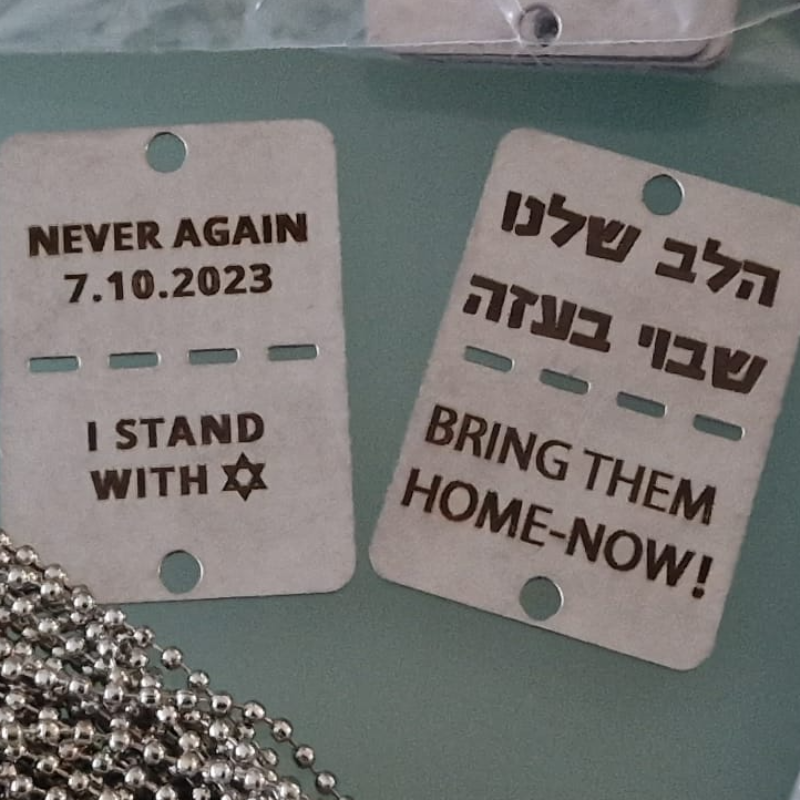 NEVER AGAIN
7.10.2023
I STAND
WITH ✡
הלב שלנו
שבוי בעזה
BRING THEM
HOME-NOW!